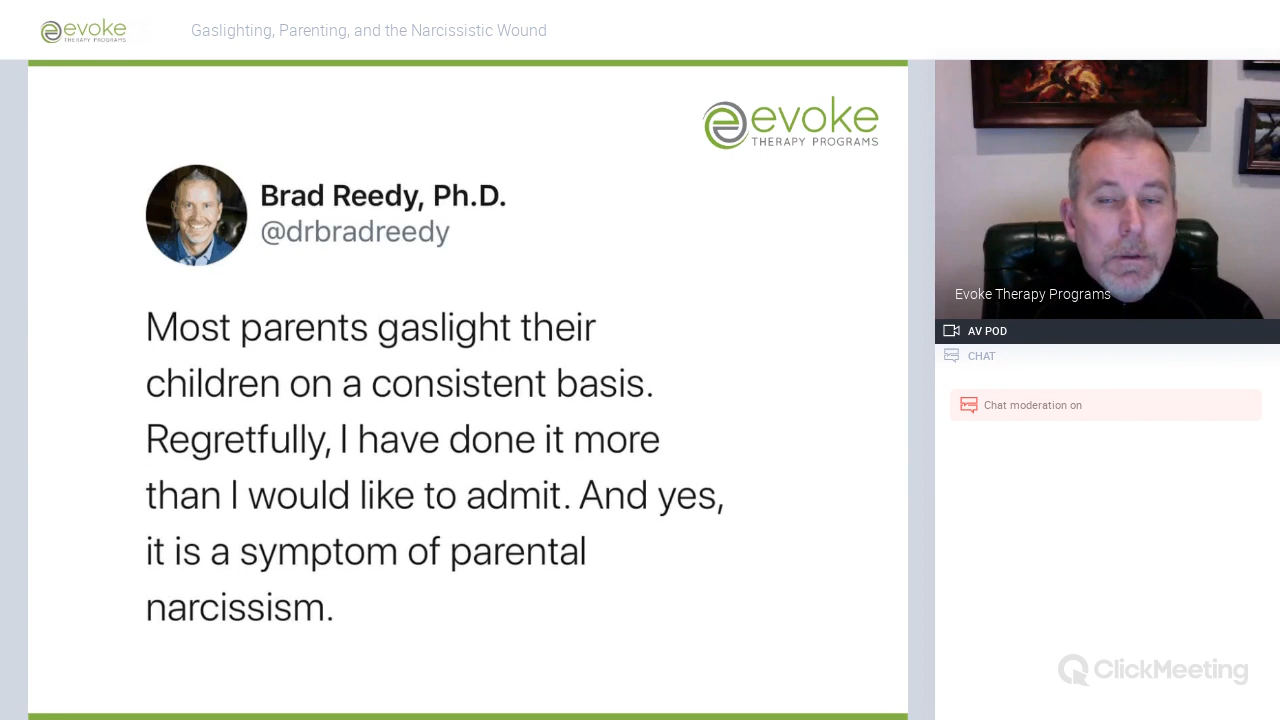 evoke
THERAPY PROGRAMS
Gaslighting, Parenting, and the Narcissistic Wound
evoke
THERAPY PROGRAMS
Brad Reedy, Ph.D.
@drbradreedy
Most parents gaslight their
children on a consistent basis.
Regretfully, I have done it more
than I would like to admit. And yes,
it is a symptom of parental
narcissism.
Evoke Therapy Programs
AV POD
CHAT
Chat moderation on
ClickMeeting